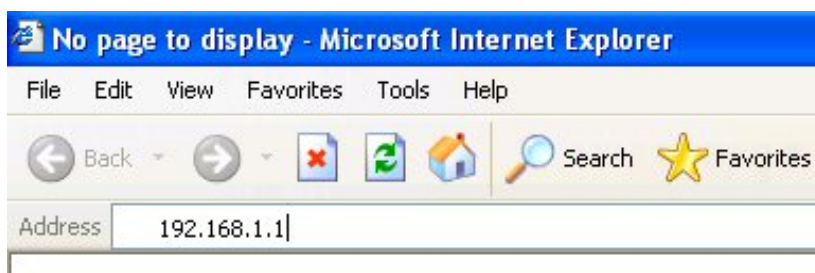 No page to display - Microsoft Internet Explorer
File Edit View Favorites Tools Help
Back Search Favorites
Address 192.168.1.1